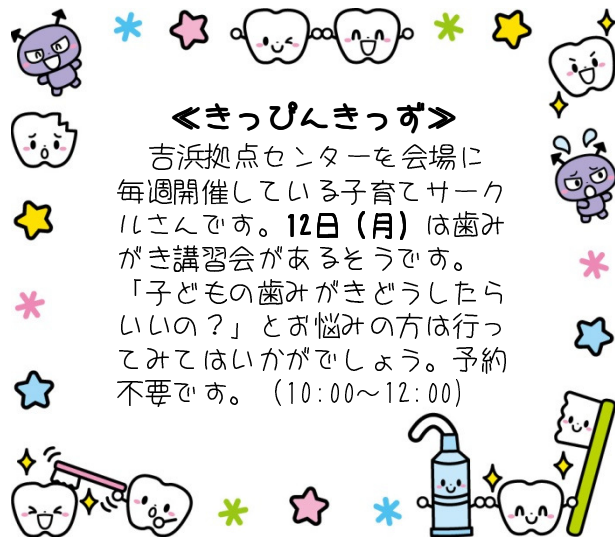 ≪きっぴんきっず≫
吉浜拠点センターを会場に
毎週開催している子育てサーク
ルさんです。12日（月）は歯み
がき講習会があるそうです。
「子どもの歯みがきどうしたら
いいの？」とお悩みの方は行っ
てみてはいかがでしょう。予約
不要です。（10:00～12:00）